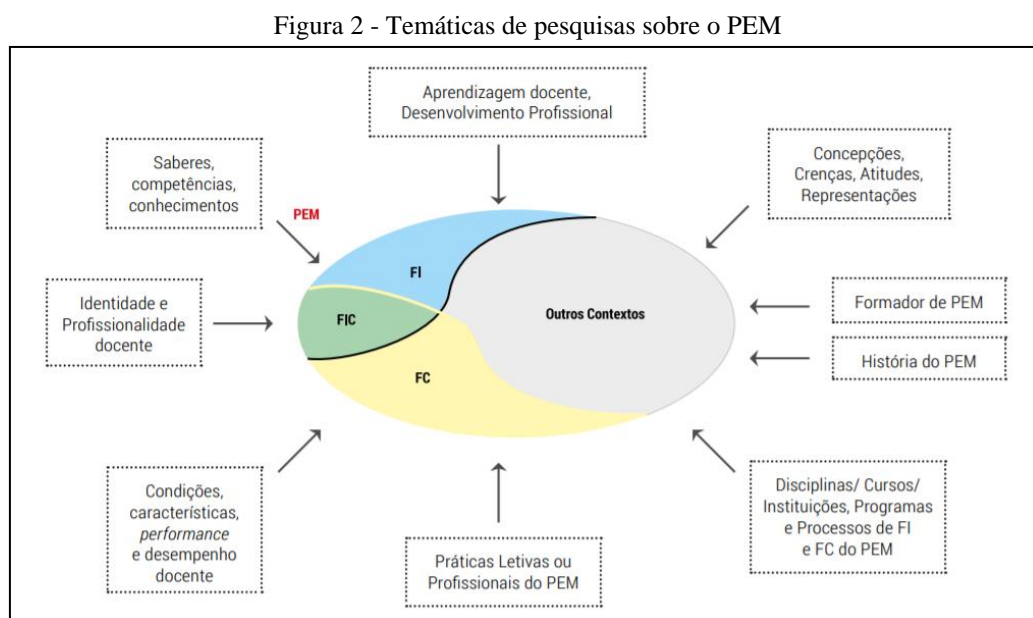 Figura 2 - Temáticas de pesquisas sobre o PEM
Aprendizagem docente,
Desenvolvimento Profissional
Saberes,
competências,
conhecimentos
PEM
Concepções,
Crenças, Atitudes,
Representações
FI
Identidade e
Profissionalidade
docente
FIC
Outros Contextos
Formador de PEM
História do PEM
FC
Condições,
características,
performance
e desempenho
docente
Práticas Letivas ou
Profissionais do PEM
Disciplinas/ Cursos/
Instituições, Programas
e Processos de FI
e FC do PEM